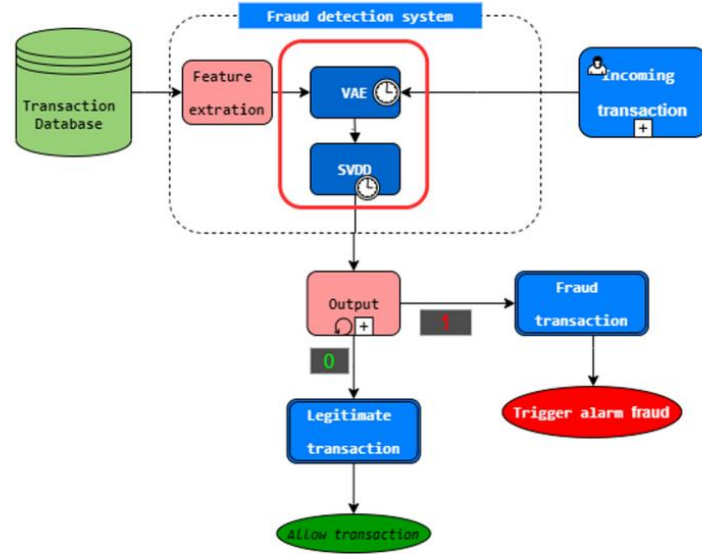 Fraud detection system
Transaction
Database
Feature
extration
VAE
SVDD
Incoming
transaction
+
Output
+
1
0
Fraud
transaction
Trigger alarm fraud
Legitimate
transaction
Allow transaction